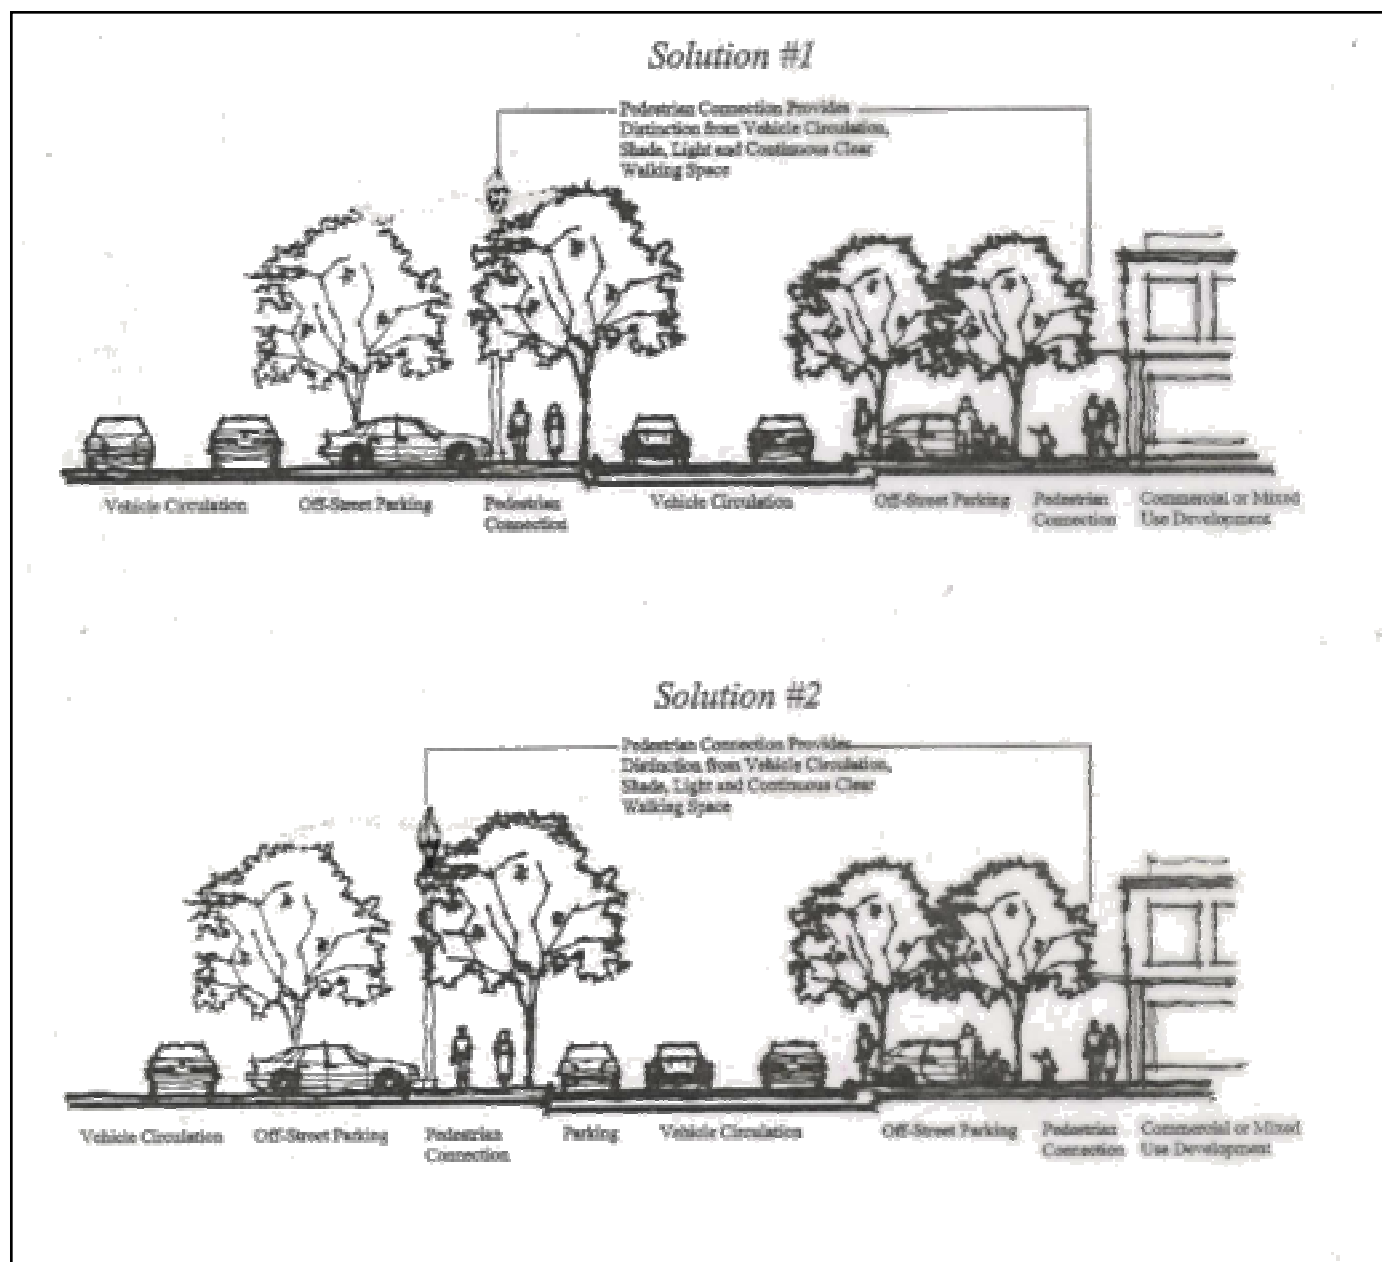 Solution #1
Pedestrian Connection Provides
Distinction from Vehicle Circulation,
Shade, Light and Continuous Clear
Walking Space
Vehicle Circulation
Off-Street Parking
Pedestrian
Connection
Vehicle Circulation
Off-Street Parking
Pedestrian
Connection
Commercial or Mixed
Use Development
Solution #2
Pedestrian Connection Provides
Distinction from Vehicle Circulation,
Shade, Light and Continuous Clear
Walking Space
Vehicle Circulation
Off-Street Parking
Pedestrian
Connection
Parking
Vehicle Circulation
Off-Street Parking
Pedestrian
Connection
Commercial or Mixed
Use Development